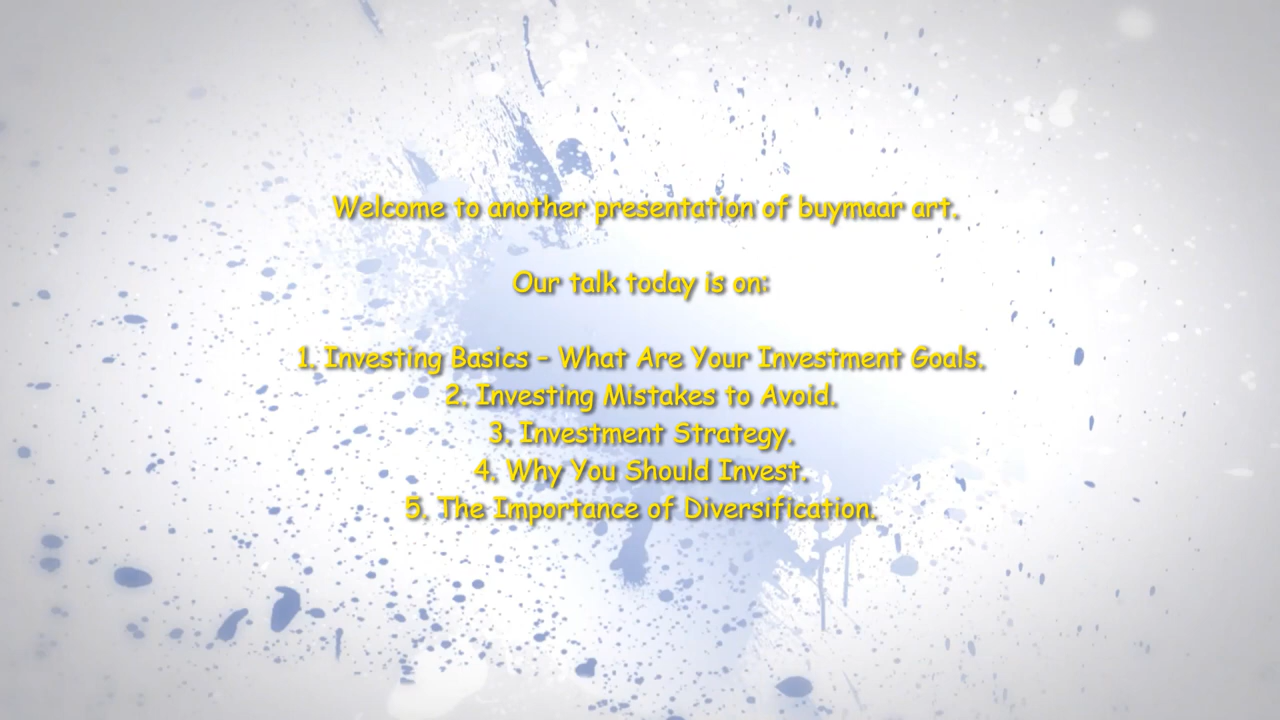 Welcome to another presentation of buymaar art.
Our talk today is on:
1. Investing Basics – What Are Your Investment Goals.
2. Investing Mistakes to Avoid.
3. Investment Strategy.
4. Why You Should Invest.
5. The Importance of Diversification.